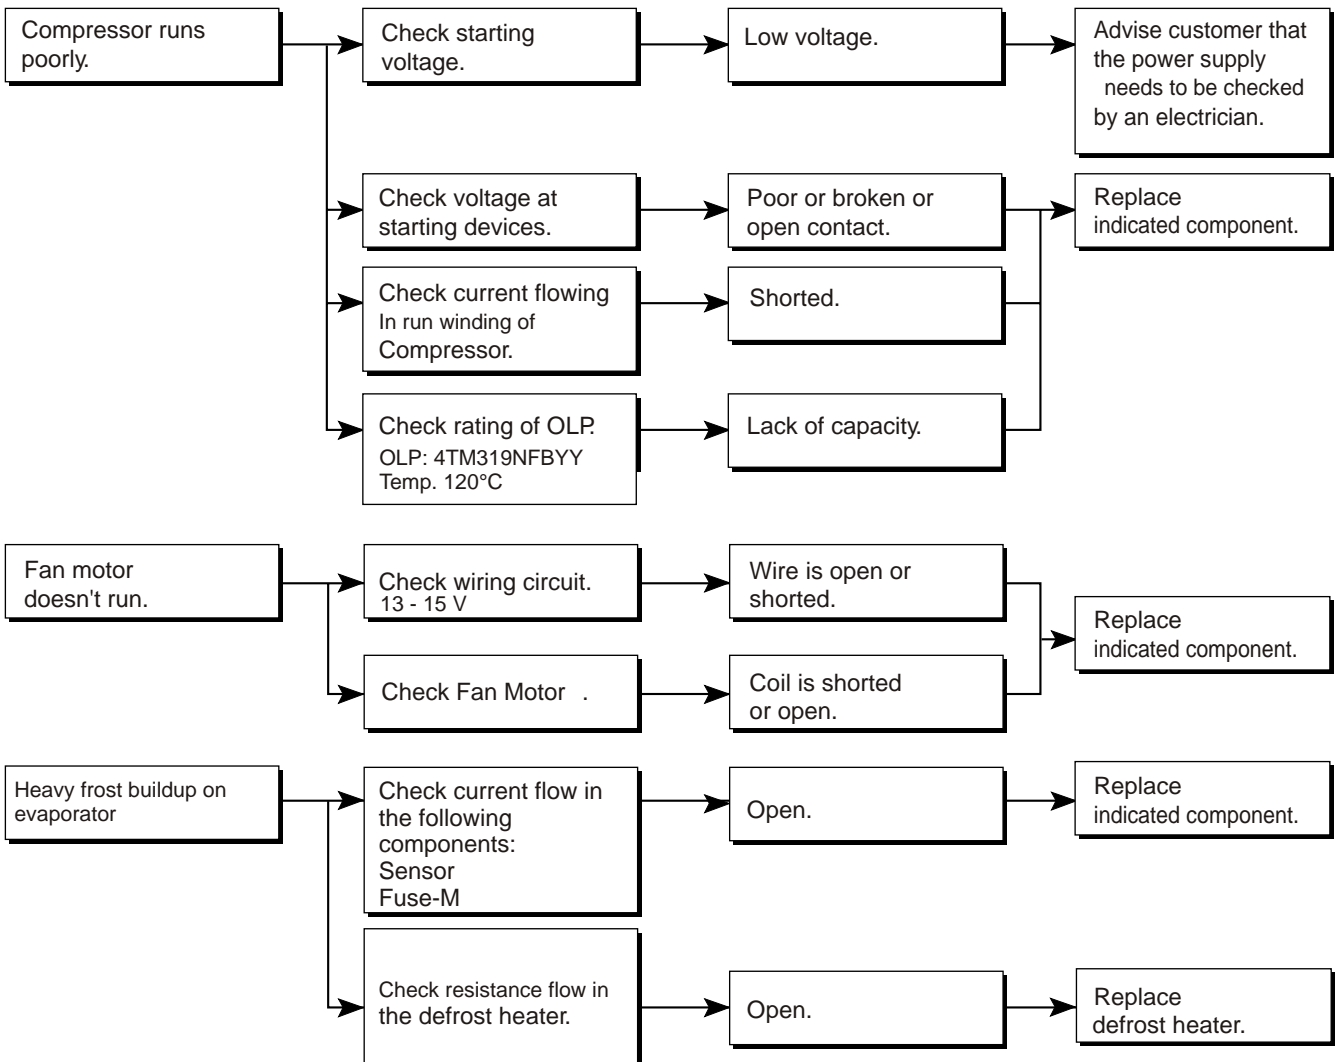 Compressor runs
poorly.
Check starting
voltage.
Low voltage.
Advise customer that
the power supply
needs to be checked
by an electrician.
Check voltage at
starting devices.
Poor or broken or
open contact.
Replace
indicated component.
Check current flowing
In run winding of
Compressor.
Shorted.
Check rating of OLP.
OLP: 4TM319NFBYY
Temp. 120°C
Lack of capacity.
Fan motor
doesn't run.
Check wiring circuit.
13 - 15 V
Wire is open or
shorted.
Replace
indicated component.
Check Fan Motor .
Coil is shorted
or open.
Heavy frost buildup on
evaporator
Check current flow in
the following
components:
Sensor
Fuse-M
Open.
Replace
indicated component.
Check resistance flow in
the defrost heater.
Open.
Replace
defrost heater.